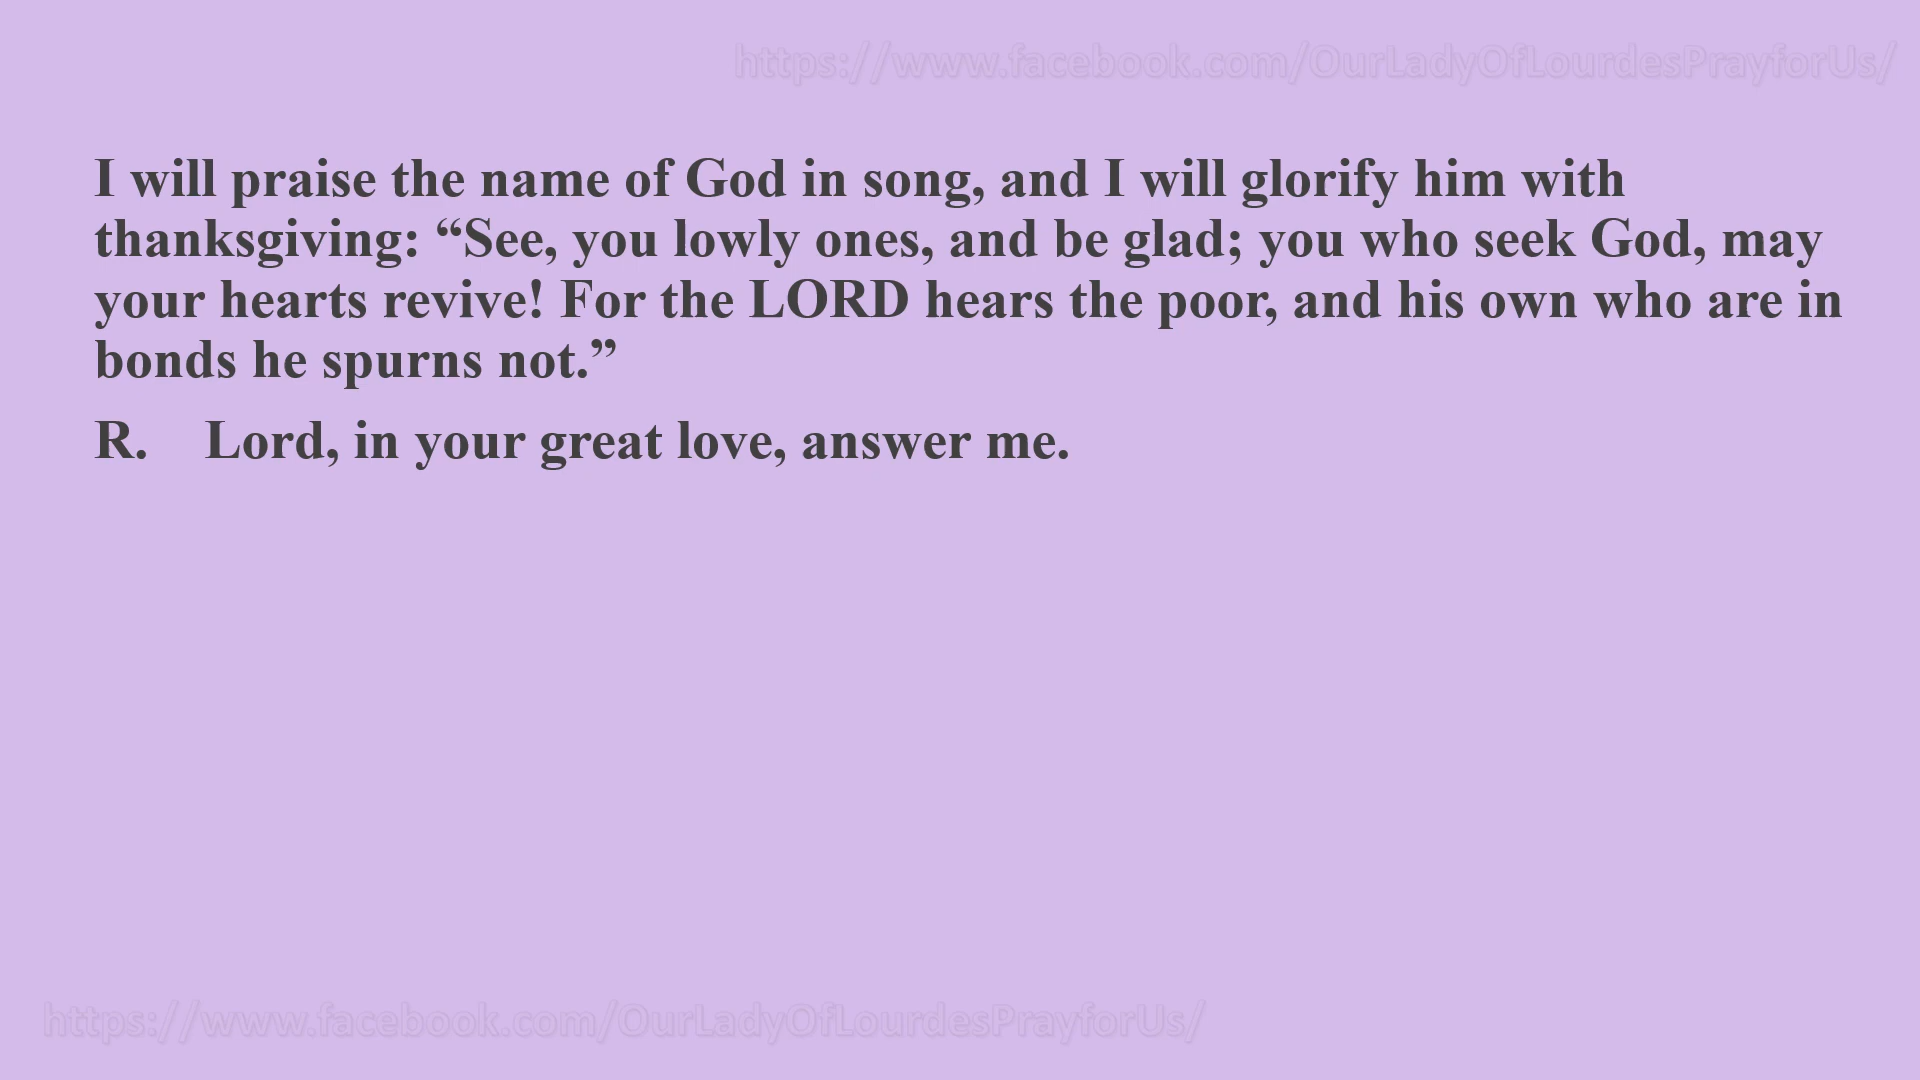 https://www.facebook.com/OurLadyOfLourdesPrayforUs/
I will praise the name of God in song, and I will glorify him with
thanksgiving: “See, you lowly ones, and be glad; you who seek God, may
your hearts revive! For the LORD hears the poor, and his own who are in
bonds he spurns not.”
R. Lord, in your great love, answer me.
https://www.facebook.com/OurLadyOfLourdesPrayforUs/